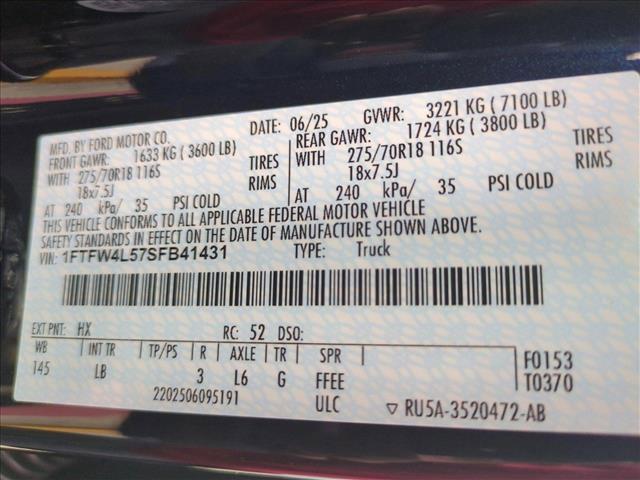 MFD. BY FORD MOTOR CO.
DATE: 06/25 GVWR: 3221 KG ( 7100 LB)
FRONT GAWR: 1633 KG ( 3600 LB)
REAR GAWR: 1724 KG ( 3800 LB)
WITH 275/70R18 116S TIRES
WITH 275/70R18 116S TIRES
18x7.5J RIMS
18x7.5J RIMS
AT 240 kPa/ 35 PSI COLD
AT 240 kPa/ 35 PSI COLD
THIS VEHICLE CONFORMS TO ALL APPLICABLE FEDERAL MOTOR VEHICLE
SAFETY STANDARDS IN EFFECT ON THE DATE OF MANUFACTURE SHOWN ABOVE.
VIN: 1FTFW4L57SFB41431 TYPE: Truck
EXT PNT: HX RC: 52 DSO:
WB INT TR TP/PS R AXLE TR SPR F0153
145 LB 3 L6 G FFEE T0370
2202506095191 ULC ▽ RU5A-3520472-AB